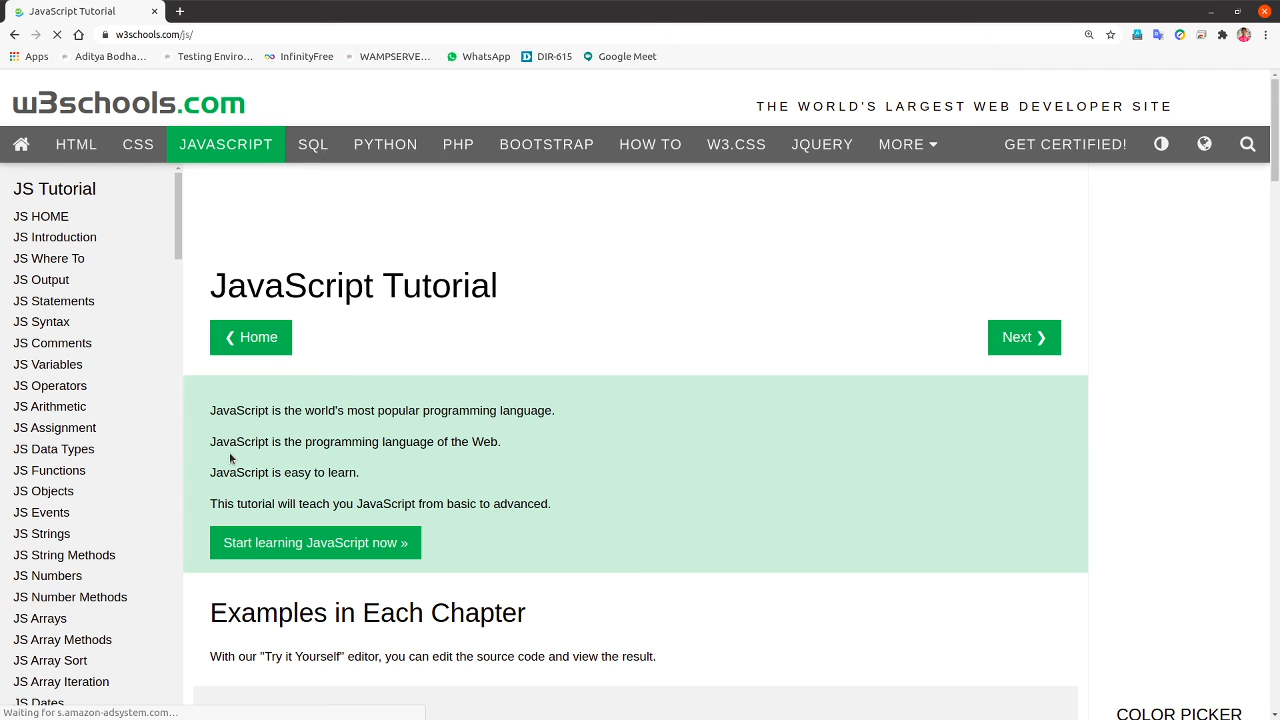 JavaScript Tutorial
w3schools.com/js/
Apps Aditya Bodha... Testing Enviro... InfinityFree WAMPSERVE... WhatsApp DIR-615 Google Meet
w3schools.com
THE WORLD'S LARGEST WEB DEVELOPER SITE
HTML CSS JAVASCRIPT SQL PYTHON PHP BOOTSTRAP HOW TO W3.CSS JQUERY MORE GET CERTIFIED!
JS Tutorial
JS HOME
JS Introduction
JS Where To
JS Output
JS Statements
JS Syntax
JS Comments
JS Variables
JS Operators
JS Arithmetic
JS Assignment
JS Data Types
JS Functions
JS Objects
JS Events
JS Strings
JS String Methods
JS Numbers
JS Number Methods
JS Arrays
JS Array Methods
JS Array Sort
JS Array Iteration
JS Dates
JavaScript Tutorial
❮ Home
Next ❯
JavaScript is the world's most popular programming language.
JavaScript is the programming language of the Web.
JavaScript is easy to learn.
This tutorial will teach you JavaScript from basic to advanced.
Start learning JavaScript now »
Examples in Each Chapter
With our "Try it Yourself" editor, you can edit the source code and view the result.
COLOR PICKER
Waiting for s.amazon-adsystem.com...